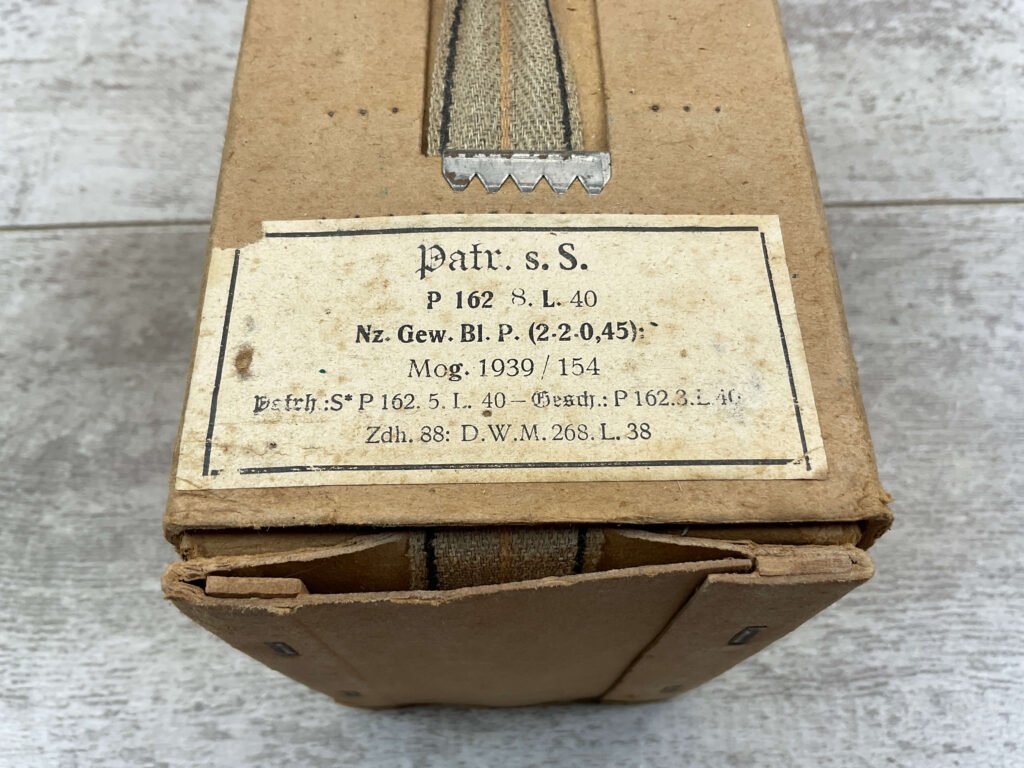 Patr. s. S.
P 162 8. L. 40
Nz. Gew. Bl. P. (2·2·0,45):
Mog. 1939 / 154
Patrh.: S* P 162. 5. L. 40 – Gesch.: P 162.3.L 40
Zdh. 88: D.W.M. 268. L. 38